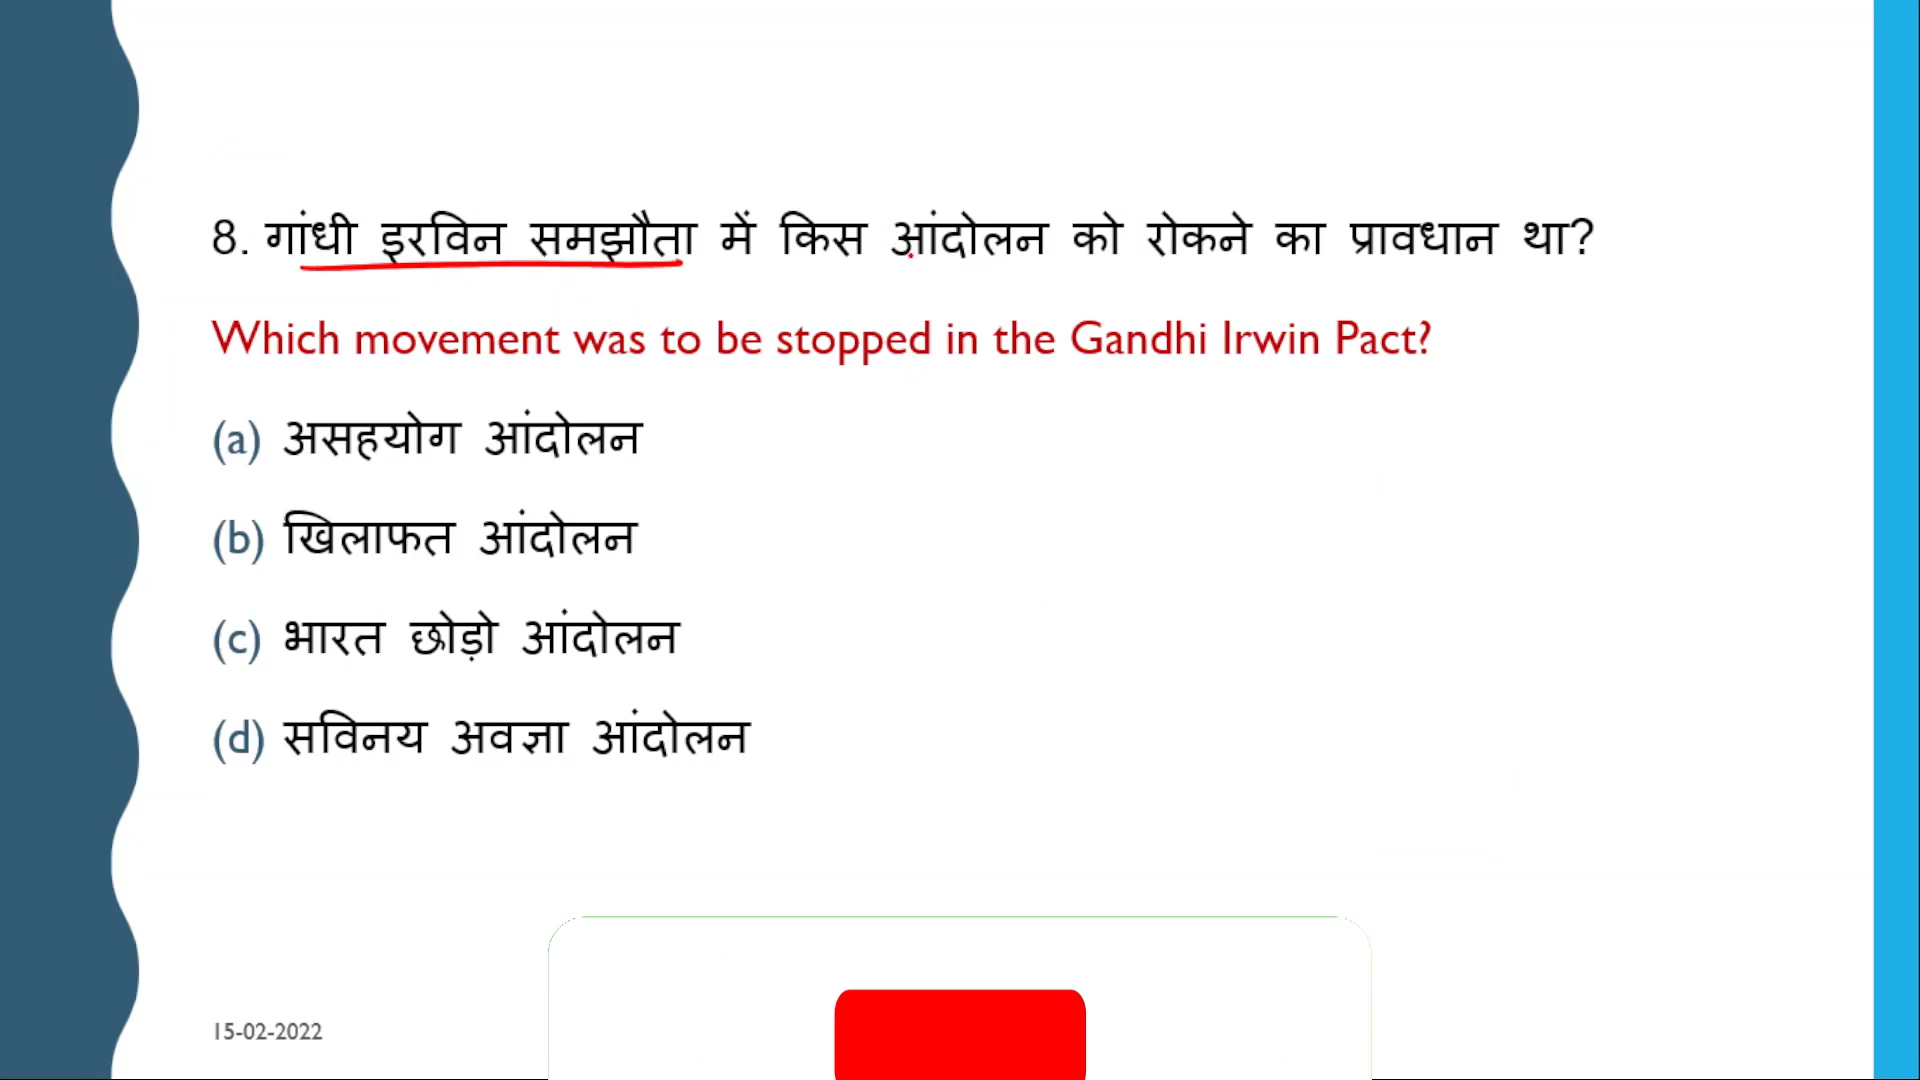 8. गांधी इरविन समझौता में किस आंदोलन को रोकने का प्रावधान था?
Which movement was to be stopped in the Gandhi Irwin Pact?
(a) असहयोग आंदोलन
(b) खिलाफत आंदोलन
(c) भारत छोड़ो आंदोलन
(d) सविनय अवज्ञा आंदोलन
15-02-2022